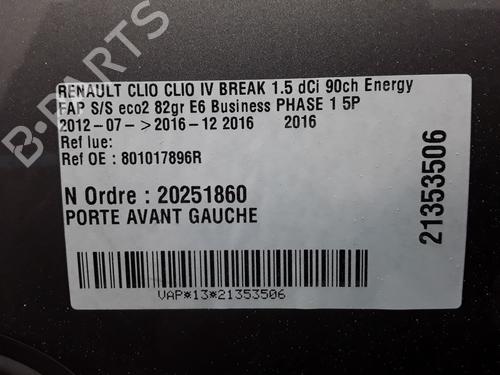 RENAULT CLIO CLIO IV BREAK 1.5 dCi 90ch Energy
FAP S/S eco2 82gr E6 Business PHASE 1 5P
2012-07->2016-12 2016 2016
Ref lue:
Ref OE : 801017896R
N Ordre : 20251860
PORTE AVANT GAUCHE
21353506
VAP*13*21353506